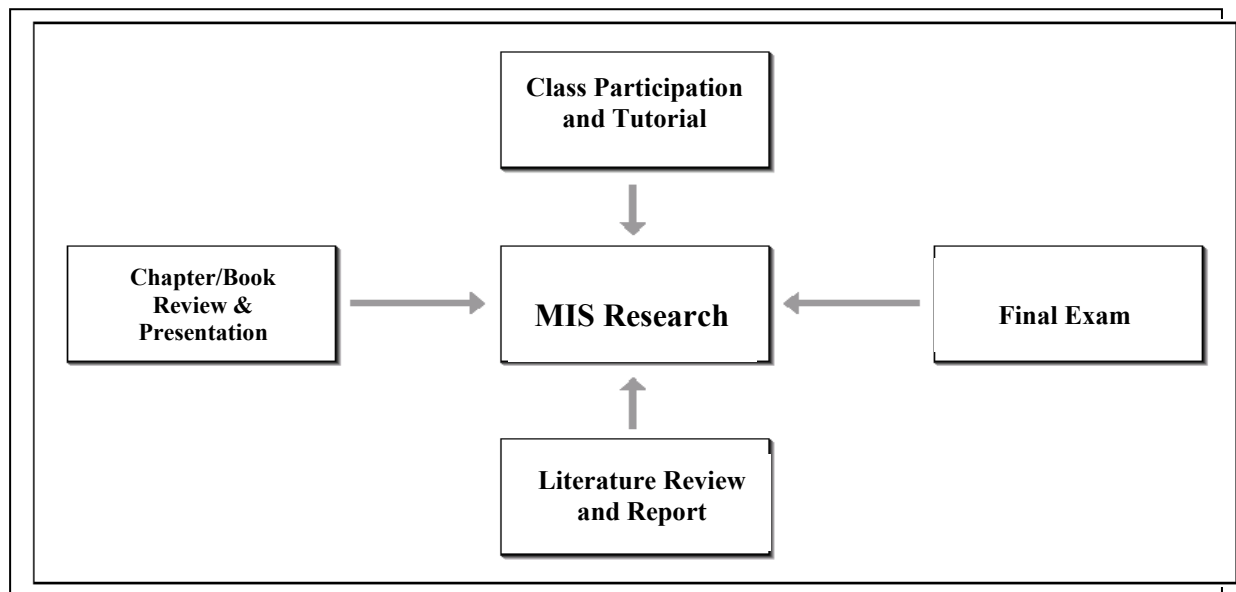 Class Participation
and Tutorial
Chapter/Book
Review &
Presentation
MIS Research
Final Exam
Literature Review
and Report